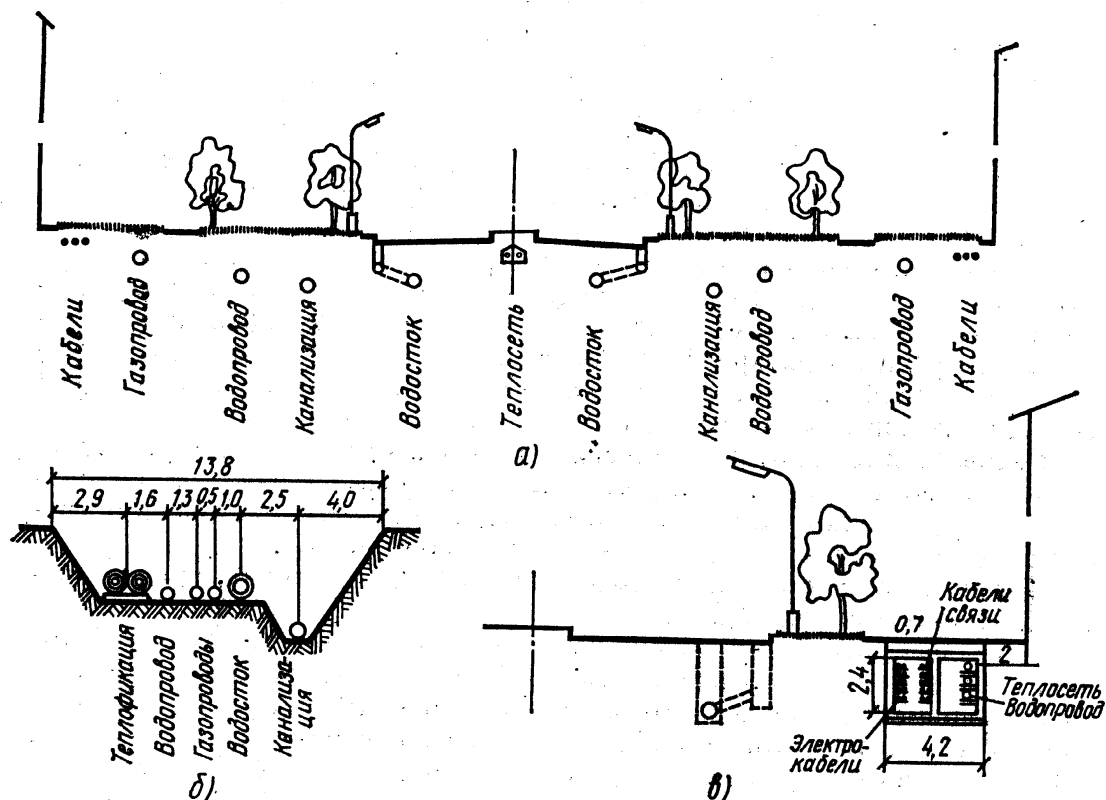 Кабели
Газопровод
Водопровод
Канализация
Водосток
Теплосеть
Водосток
Канализация
Водопровод
Газопровод
Кабели
а)
13,8
2,9
1,6
1,3
0,5
1,0
2,5
4,0
Теплофикация
Водопровод
Газопроводы
Водосток
Канализа-
ция
б)
Кабели
связи
0,7
2
2,4
Теплосеть
Водопровод
Электро-
кабели
4,2
в)